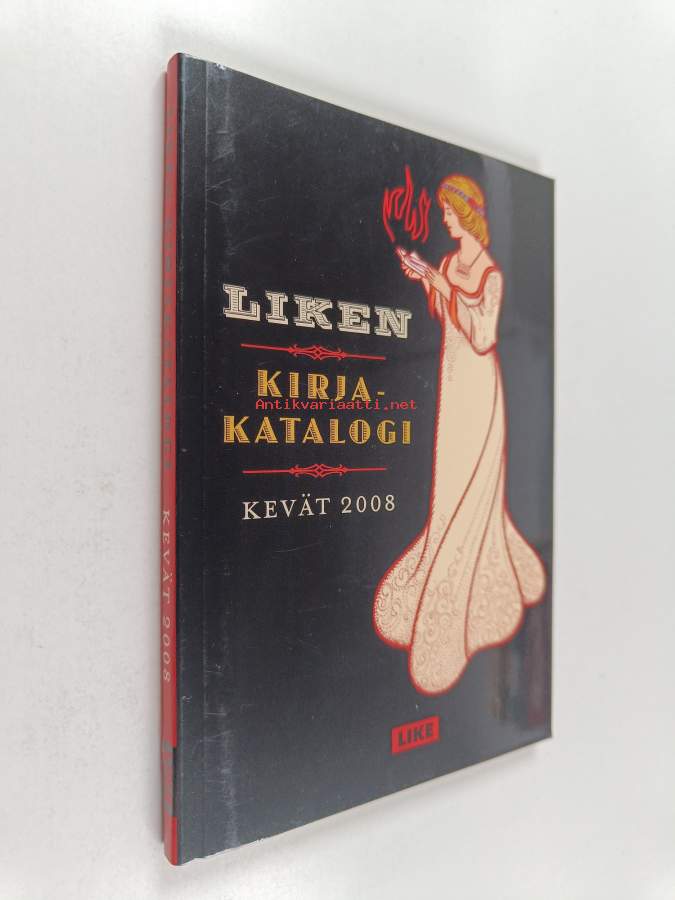 LIKEN
KIRJA-
Antikvariaatti.net
KATALOGI
KEVÄT 2008
LIKE
KEVÄT 2008